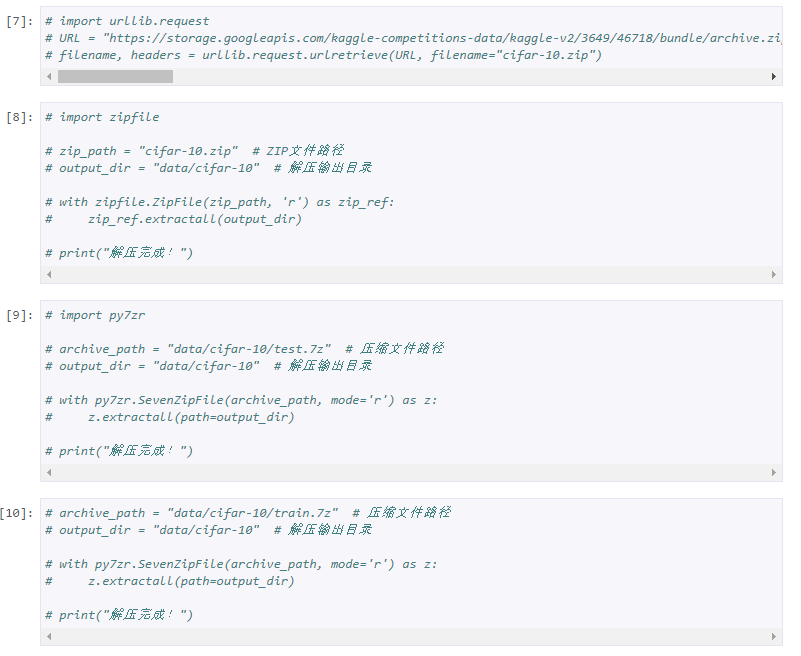 [7]: # import urllib.request
# URL = "https://storage.googleapis.com/kaggle-competitions-data/kaggle-v2/3649/46718/bundle/archive.zi
# filename, headers = urllib.request.urlretrieve(URL, filename="cifar-10.zip")
[8]: # import zipfile
# zip_path = "cifar-10.zip"  # ZIP文件路径
# output_dir = "data/cifar-10"  # 解压输出目录
# with zipfile.ZipFile(zip_path, 'r') as zip_ref:
#     zip_ref.extractall(output_dir)
# print("解压完成！")
[9]: # import py7zr
# archive_path = "data/cifar-10/test.7z"  # 压缩文件路径
# output_dir = "data/cifar-10"  # 解压输出目录
# with py7zr.SevenZipFile(archive_path, mode='r') as z:
#     z.extractall(path=output_dir)
# print("解压完成！")
[10]: # archive_path = "data/cifar-10/train.7z"  # 压缩文件路径
# output_dir = "data/cifar-10"  # 解压输出目录
# with py7zr.SevenZipFile(archive_path, mode='r') as z:
#     z.extractall(path=output_dir)
# print("解压完成！")